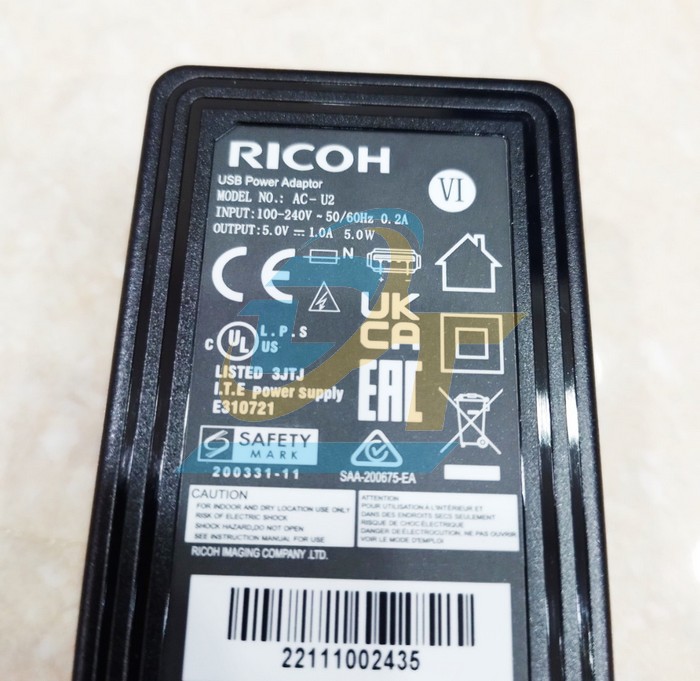 RICOH
USB Power Adaptor
VI
MODEL NO.: AC-U2
INPUT:100-240V ~ 50/60Hz 0.2A
OUTPUT:5.0V ⎓ 1.0A 5.0W
CE
N
UK
CA
C UL US
L.P.S
LISTED 3JTJ
I.T.E power supply
E310721
EAC
SAFETY
MARK
200331-11
SAA-200675-EA
CAUTION
FOR INDOOR AND DRY LOCATION USE ONLY
RISK OF ELECTRIC SHOCK
SHOCK HAZARD,DO NOT OPEN
SEE INSTRUCTION MANUAL FOR USE
ATTENTION
POUR UTILISATION A L'INTÉRIEUR ET
DANS DES ENDROITS SECS SEULEMENT
RISQUE DE CHOC ÉLECTRIQUE
DANGER DE ÉLECTROCUTION, NE PAS OUVRIR
VOIR LE MODE D'EMPLOI
RICOH IMAGING COMPANY .LTD.
22111002435